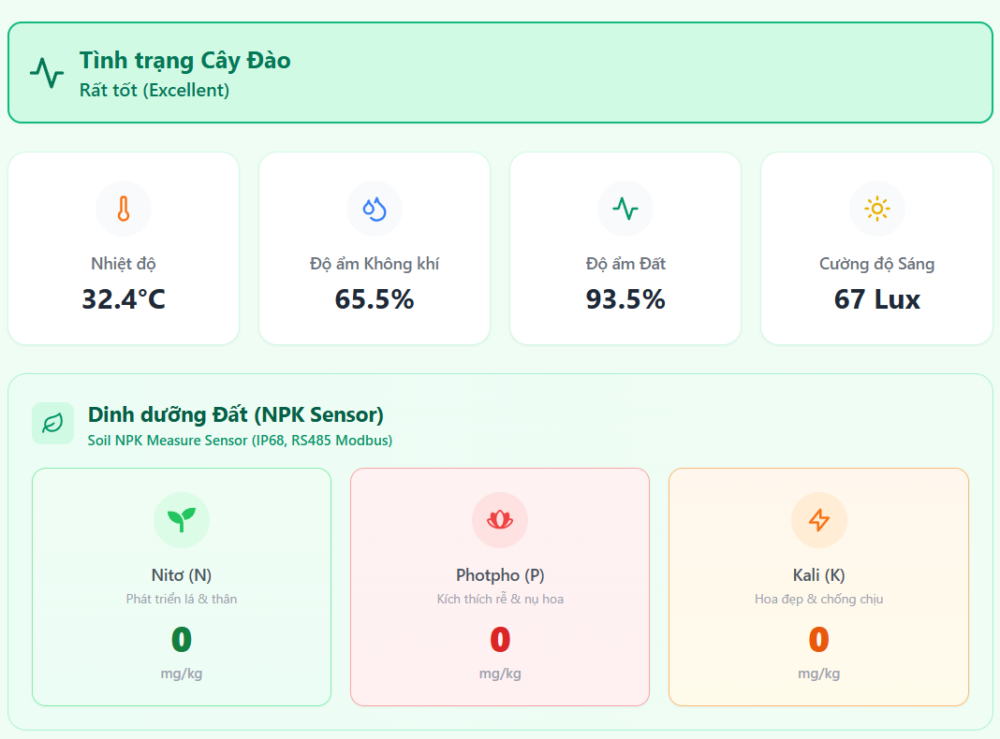 Tình trạng Cây Đào
Rất tốt (Excellent)
Nhiệt độ
32.4°C
Độ ẩm Không khí
65.5%
Độ ẩm Đất
93.5%
Cường độ Sáng
67 Lux
Dinh dưỡng Đất (NPK Sensor)
Soil NPK Measure Sensor (IP68, RS485 Modbus)
Nitơ (N)
Phát triển lá & thân
0
mg/kg
Photpho (P)
Kích thích rễ & nụ hoa
0
mg/kg
Kali (K)
Hoa đẹp & chống chịu
0
mg/kg